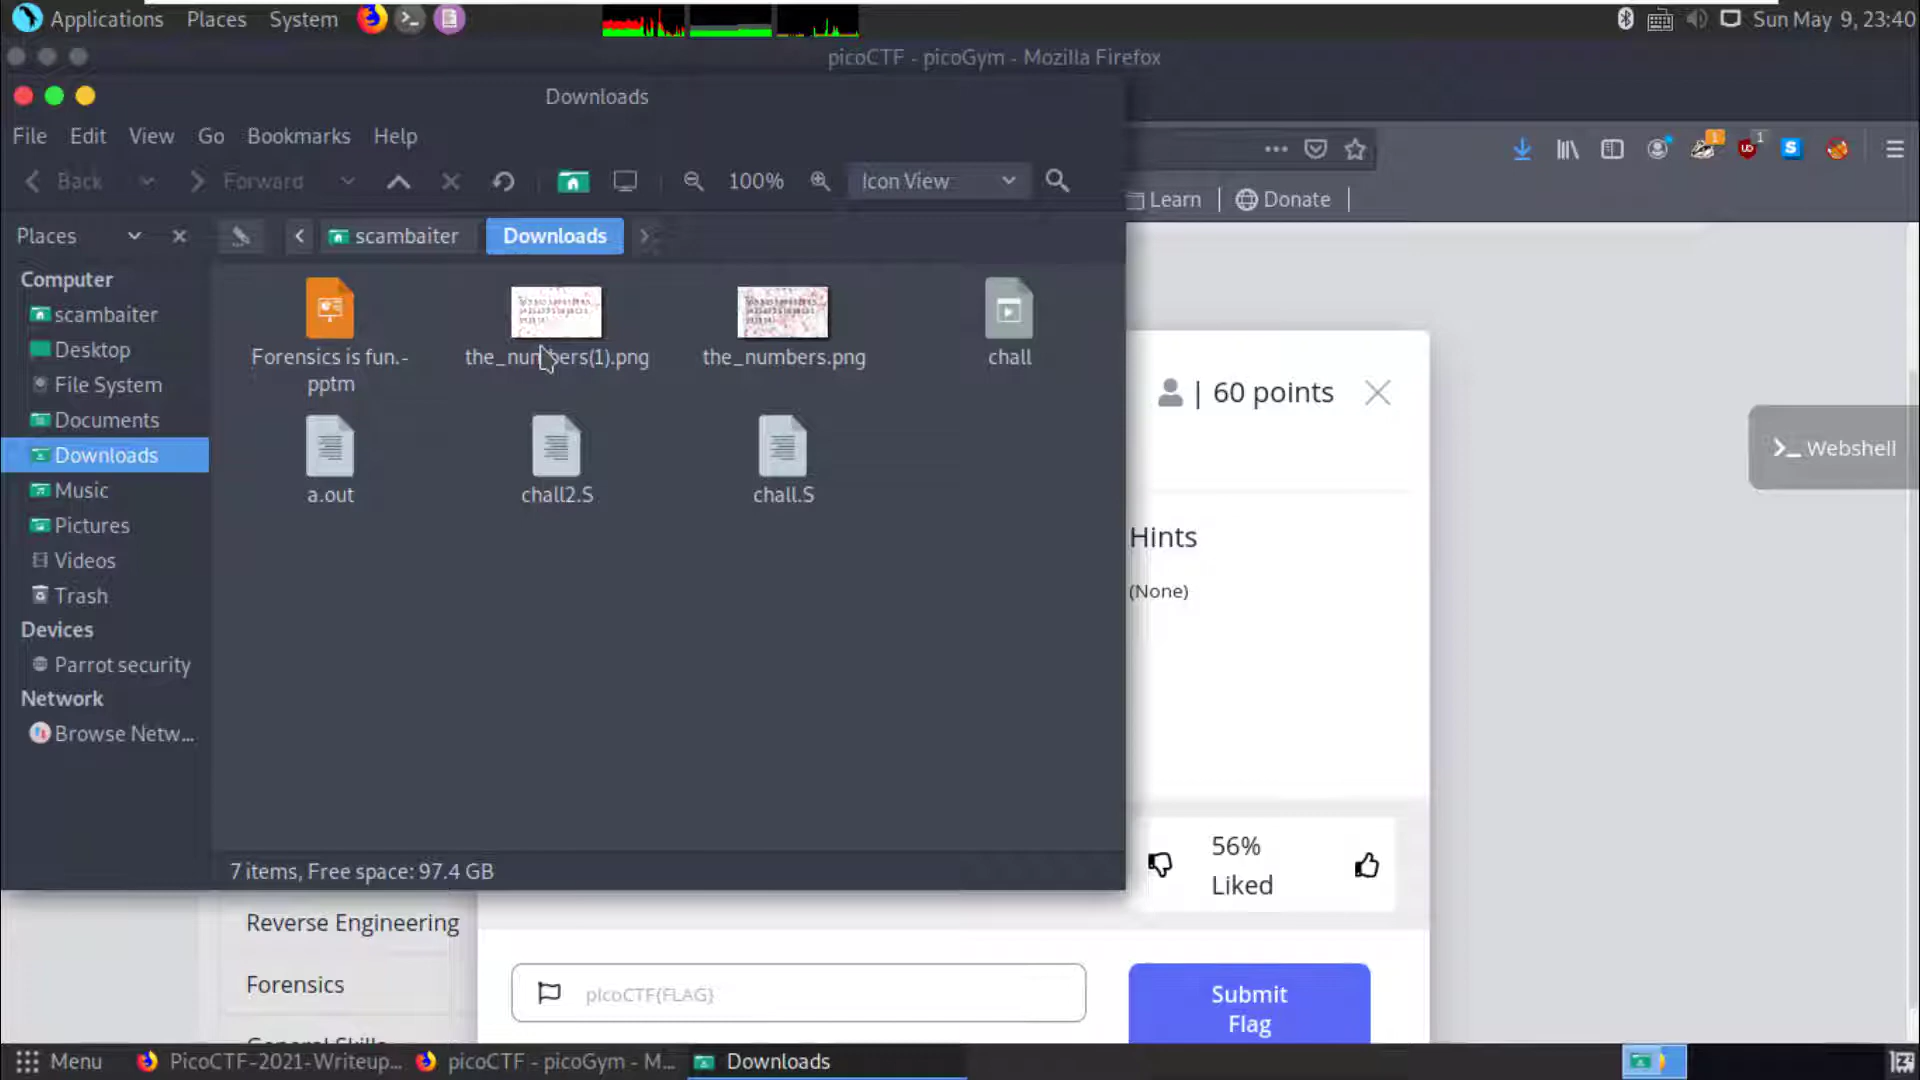 Applications Places System Sun May 9, 23:40
picoCTF - picoGym - Mozilla Firefox
Downloads
File Edit View Go Bookmarks Help
Back Forward 100% Icon View
Learn Donate
Places scambaiter Downloads
Computer
scambaiter
Desktop
File System
Documents
Downloads
Music
Pictures
Videos
Trash
Devices
Parrot security
Network
Browse Netw...
Forensics is fun.-
pptm
the_numbers(1).png
the_numbers.png
chall
a.out
chall2.S
chall.S
7 items, Free space: 97.4 GB
| 60 points
>_ Webshell
Hints
(None)
56%
Liked
Reverse Engineering
Forensics
General Skills
picoCTF{FLAG}
Submit
Flag
Menu PicoCTF-2021-Writeup... picoCTF - picoGym - M... Downloads